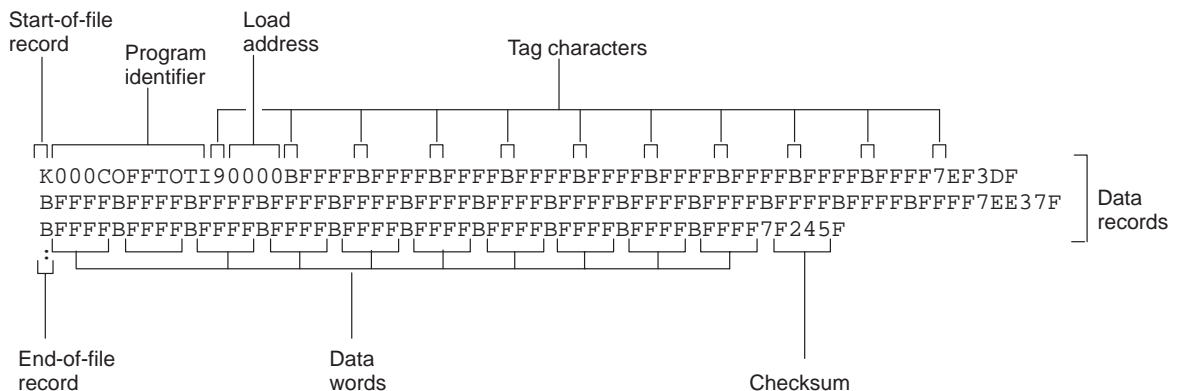 Start-of-file
record
Program
identifier
Load
address
Tag characters
K000COFFTOTI90000BFFFFBFFFFBFFFFBFFFFBFFFFBFFFFBFFFFBFFFFBFFFF7EF3DF
BFFFFBFFFFBFFFFBFFFFBFFFFBFFFFBFFFFBFFFFBFFFFBFFFFBFFFFBFFFFBFFFF7EE37F
BFFFFBFFFFBFFFFBFFFFBFFFFBFFFFBFFFFBFFFFBFFFFBFFFF7F245F
:
Data
records
End-of-file
record
Data
words
Checksum